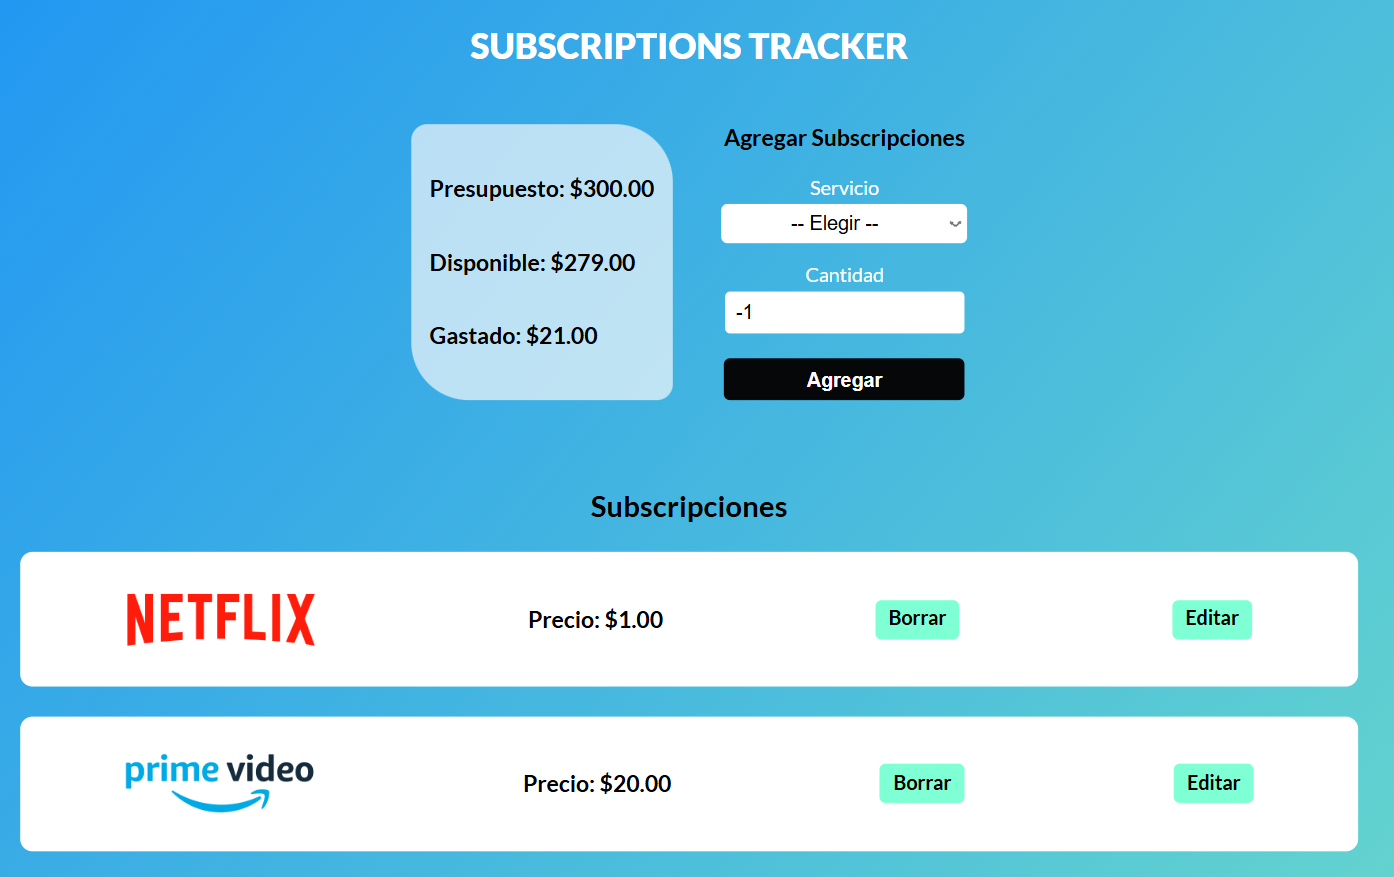 SUBSCRIPTIONS TRACKER
Presupuesto: $300.00
Disponible: $279.00
Gastado: $21.00
Agregar Subscripciones
Servicio
-- Elegir --
Cantidad
-1
Agregar
Subscripciones
NETFLIX Precio: $1.00 Borrar Editar
prime video Precio: $20.00 Borrar Editar